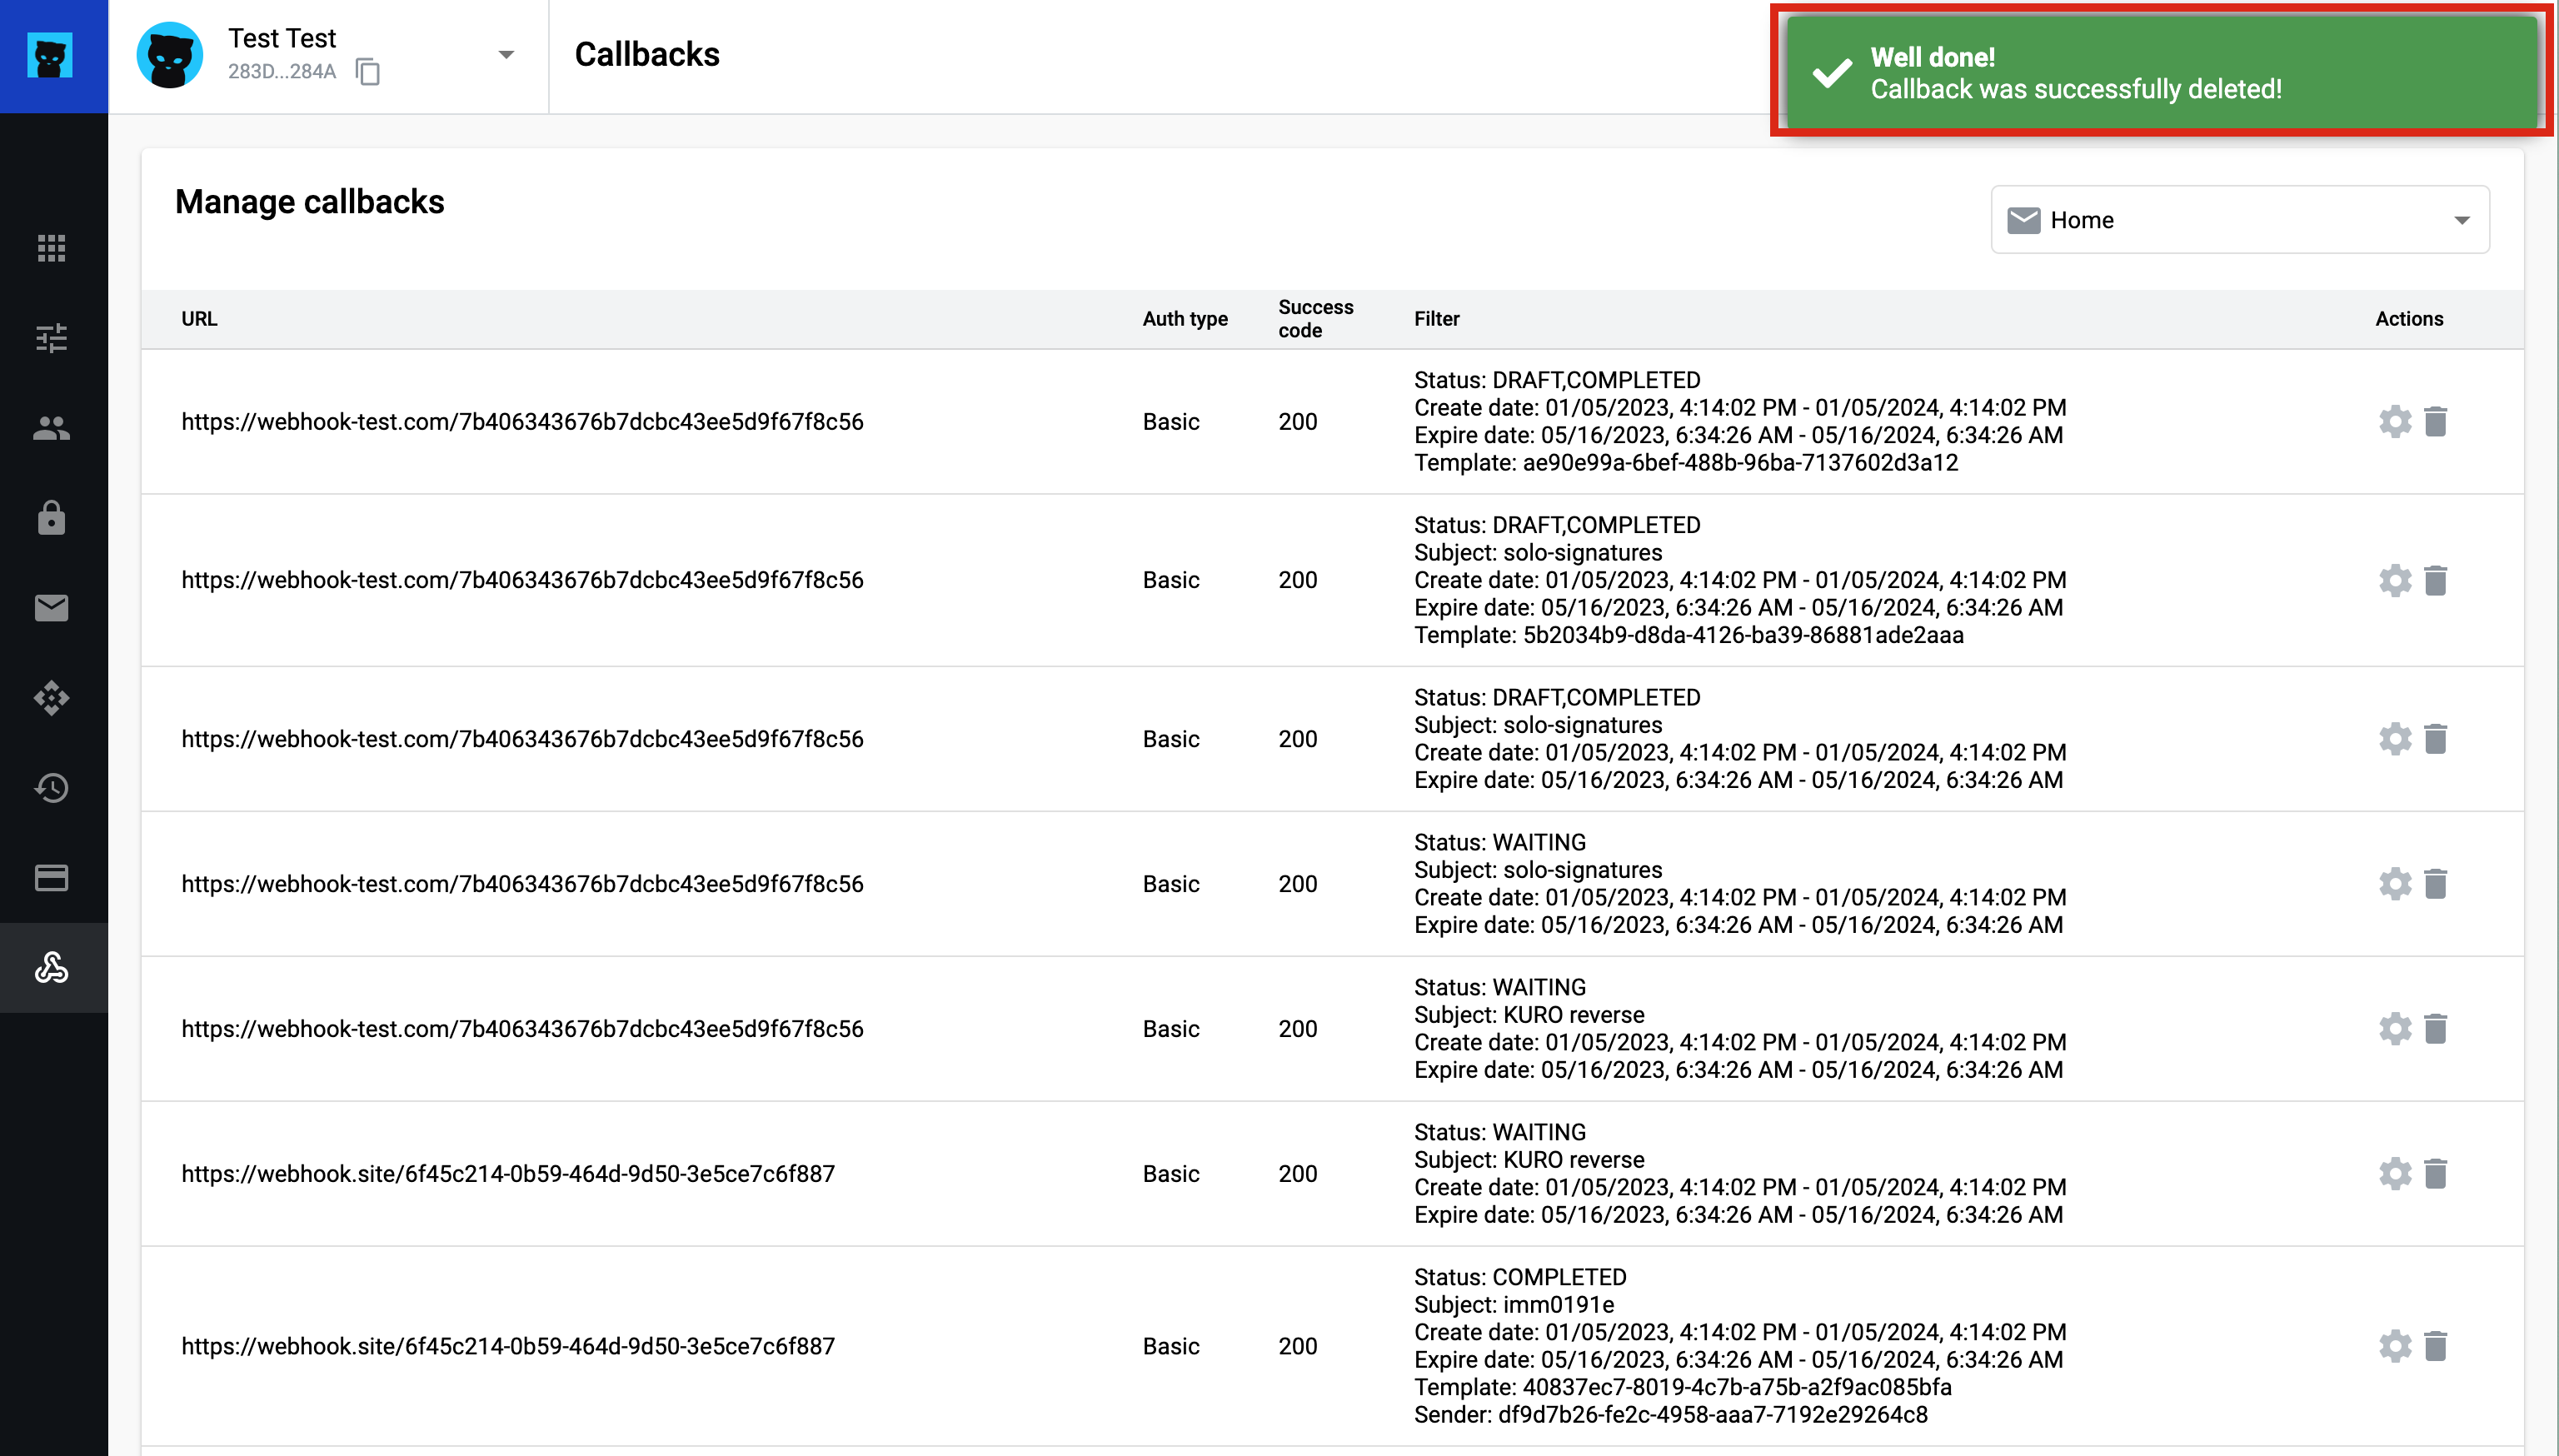 Test Test
283D...284A
Callbacks
Well done!
Callback was successfully deleted!
Manage callbacks
Home
URL
Auth type
Success
code
Filter
Actions
https://webhook-test.com/7b406343676b7dcbc43ee5d9f67f8c56
Basic
200
Status: DRAFT,COMPLETED
Create date: 01/05/2023, 4:14:02 PM - 01/05/2024, 4:14:02 PM
Expire date: 05/16/2023, 6:34:26 AM - 05/16/2024, 6:34:26 AM
Template: ae90e99a-6bef-488b-96ba-7137602d3a12
https://webhook-test.com/7b406343676b7dcbc43ee5d9f67f8c56
Basic
200
Status: DRAFT,COMPLETED
Subject: solo-signatures
Create date: 01/05/2023, 4:14:02 PM - 01/05/2024, 4:14:02 PM
Expire date: 05/16/2023, 6:34:26 AM - 05/16/2024, 6:34:26 AM
Template: 5b2034b9-d8da-4126-ba39-86881ade2aaa
https://webhook-test.com/7b406343676b7dcbc43ee5d9f67f8c56
Basic
200
Status: DRAFT,COMPLETED
Subject: solo-signatures
Create date: 01/05/2023, 4:14:02 PM - 01/05/2024, 4:14:02 PM
Expire date: 05/16/2023, 6:34:26 AM - 05/16/2024, 6:34:26 AM
https://webhook-test.com/7b406343676b7dcbc43ee5d9f67f8c56
Basic
200
Status: WAITING
Subject: solo-signatures
Create date: 01/05/2023, 4:14:02 PM - 01/05/2024, 4:14:02 PM
Expire date: 05/16/2023, 6:34:26 AM - 05/16/2024, 6:34:26 AM
https://webhook-test.com/7b406343676b7dcbc43ee5d9f67f8c56
Basic
200
Status: WAITING
Subject: KURO reverse
Create date: 01/05/2023, 4:14:02 PM - 01/05/2024, 4:14:02 PM
Expire date: 05/16/2023, 6:34:26 AM - 05/16/2024, 6:34:26 AM
https://webhook.site/6f45c214-0b59-464d-9d50-3e5ce7c6f887
Basic
200
Status: WAITING
Subject: KURO reverse
Create date: 01/05/2023, 4:14:02 PM - 01/05/2024, 4:14:02 PM
Expire date: 05/16/2023, 6:34:26 AM - 05/16/2024, 6:34:26 AM
https://webhook.site/6f45c214-0b59-464d-9d50-3e5ce7c6f887
Basic
200
Status: COMPLETED
Subject: imm0191e
Create date: 01/05/2023, 4:14:02 PM - 01/05/2024, 4:14:02 PM
Expire date: 05/16/2023, 6:34:26 AM - 05/16/2024, 6:34:26 AM
Template: 40837ec7-8019-4c7b-a75b-a2f9ac085bfa
Sender: df9d7b26-fe2c-4958-aaa7-7192e29264c8